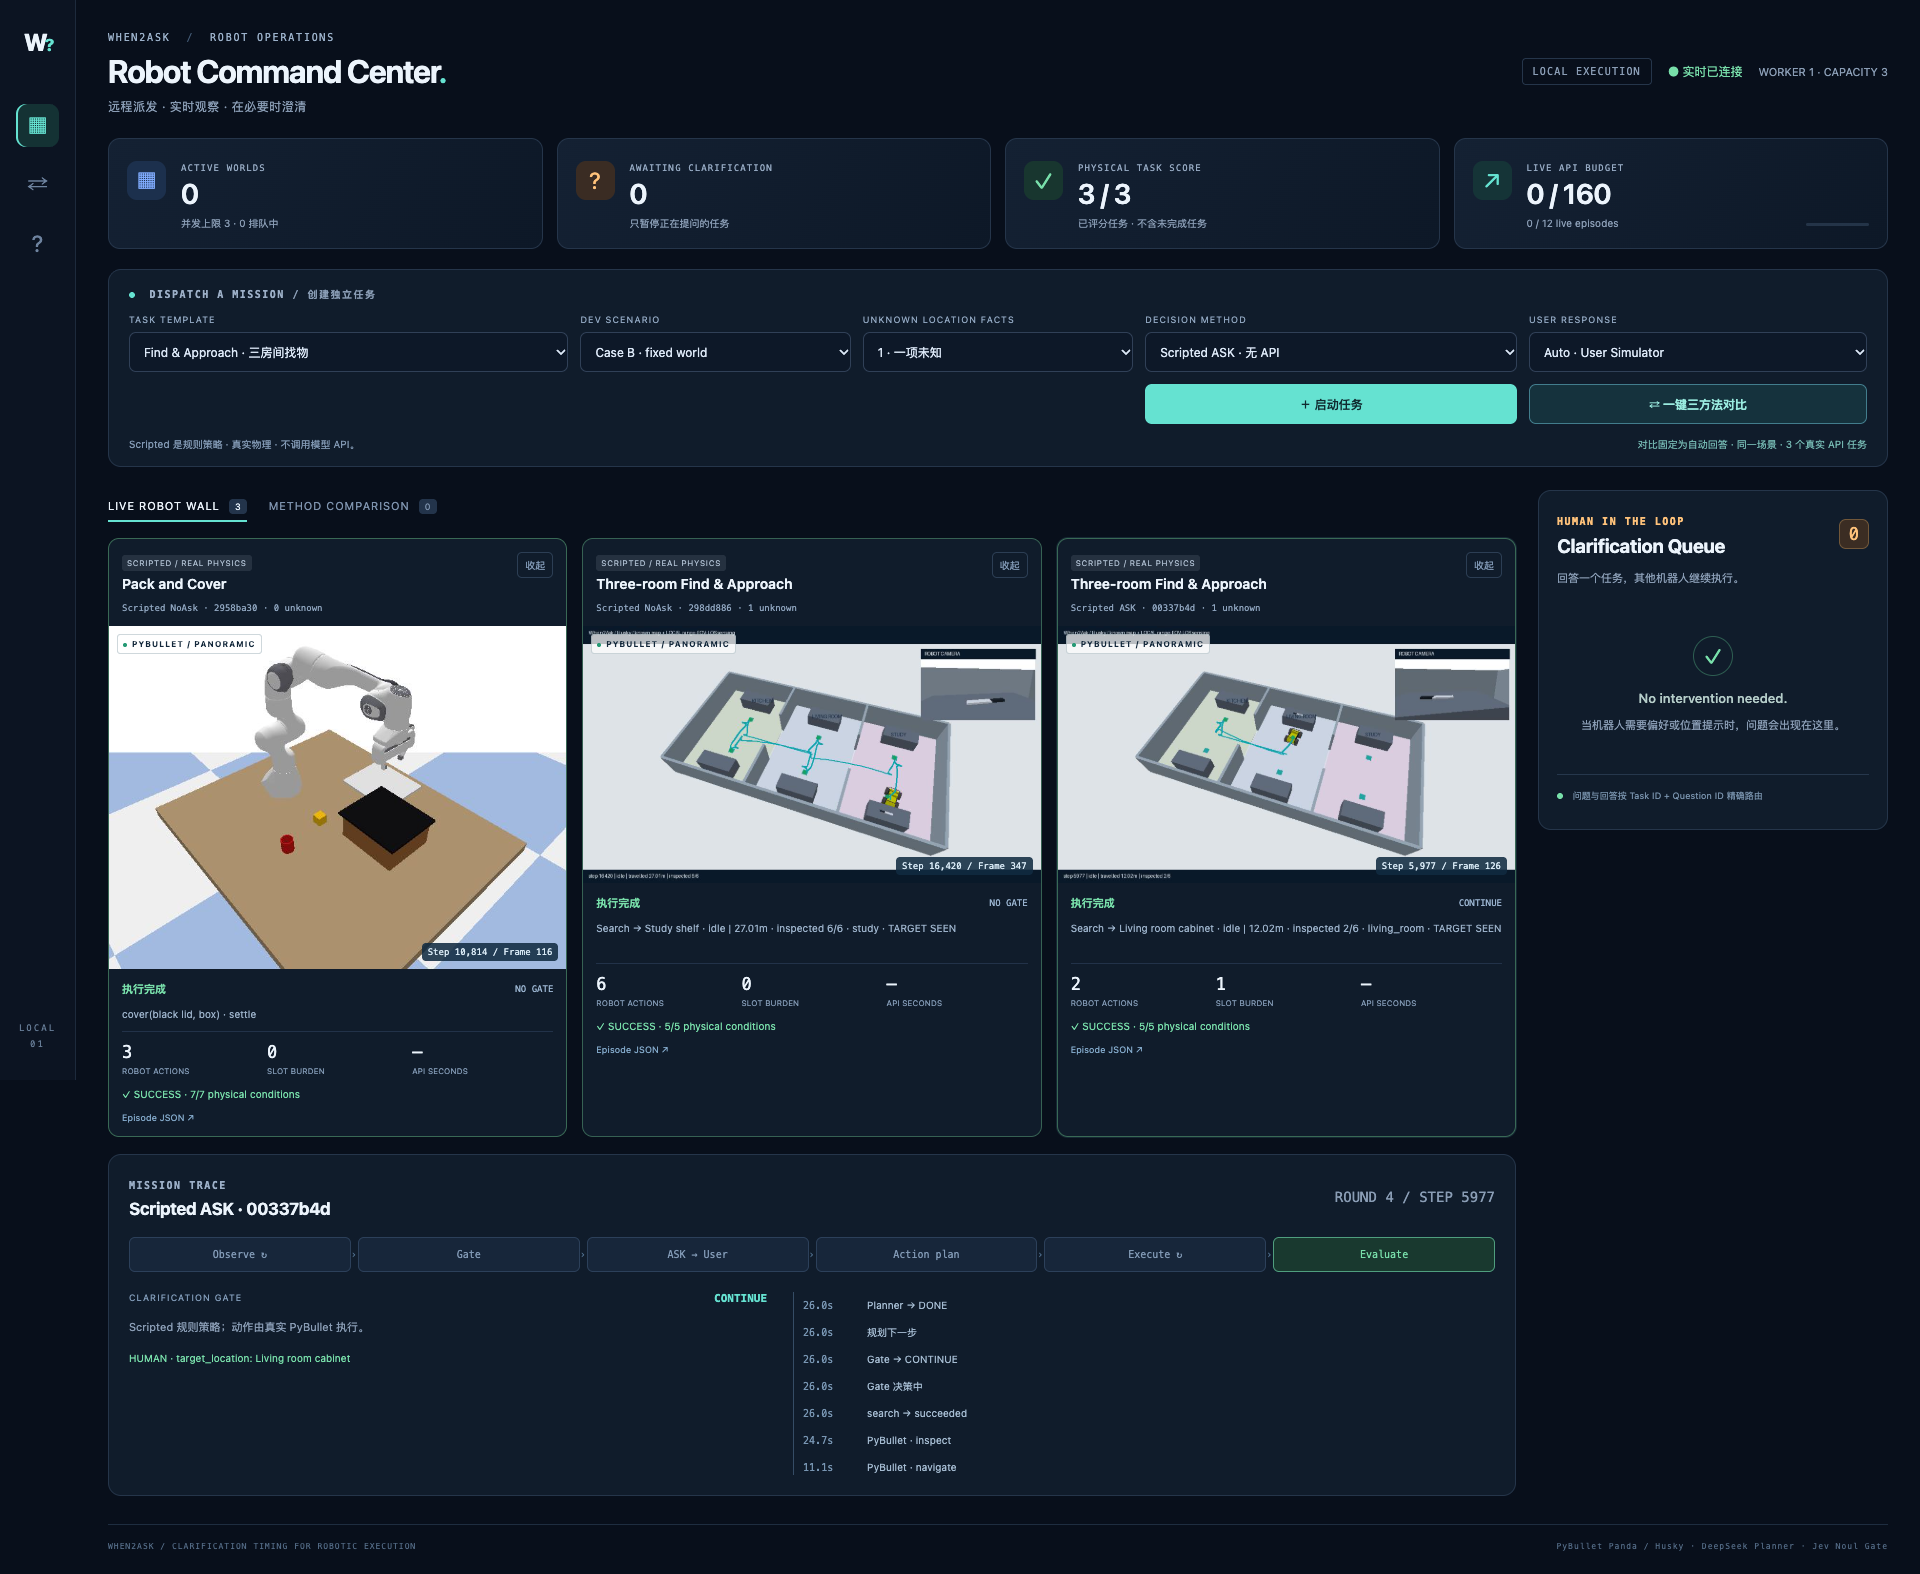 W?
WHEN2ASK / ROBOT OPERATIONS
Robot Command Center.
远程派发 · 实时观察 · 在必要时澄清
LOCAL EXECUTION
实时已连接
WORKER 1 · CAPACITY 3
ACTIVE WORLDS
0
并发上限 3 · 0 排队中
?
AWAITING CLARIFICATION
0
只暂停正在提问的任务
PHYSICAL TASK SCORE
3 / 3
已评分任务 · 不含未完成任务
LIVE API BUDGET
0 / 160
0 / 12 live episodes
?
DISPATCH A MISSION / 创建独立任务
TASK TEMPLATE
Find & Approach · 三房间找物
DEV SCENARIO
Case B · fixed world
UNKNOWN LOCATION FACTS
1 · 一项未知
DECISION METHOD
Scripted ASK · 无 API
USER RESPONSE
Auto · User Simulator
+ 启动任务
⇄ 一键三方法对比
Scripted 是规则策略 · 真实物理 · 不调用模型 API。
对比固定为自动回答 · 同一场景 · 3 个真实 API 任务
LIVE ROBOT WALL 3
METHOD COMPARISON 0
SCRIPTED / REAL PHYSICS
收起
Pack and Cover
Scripted NoAsk · 2958ba30 · 0 unknown
PYBULLET / PANORAMIC
Step 10,814 / Frame 116
执行完成
NO GATE
cover(black lid, box) · settle
3
ROBOT ACTIONS
0
SLOT BURDEN
—
API SECONDS
✓ SUCCESS · 7/7 physical conditions
Episode JSON ↗
SCRIPTED / REAL PHYSICS
收起
Three-room Find & Approach
Scripted NoAsk · 298dd886 · 1 unknown
PYBULLET / PANORAMIC
ROBOT CAMERA
Step 16,420 / Frame 347
step 16420 | idle | travelled 27.01m | inspected 6/6
执行完成
NO GATE
Search → Study shelf · idle | 27.01m · inspected 6/6 · study · TARGET SEEN
6
ROBOT ACTIONS
0
SLOT BURDEN
—
API SECONDS
✓ SUCCESS · 5/5 physical conditions
Episode JSON ↗
SCRIPTED / REAL PHYSICS
收起
Three-room Find & Approach
Scripted ASK · 00337b4d · 1 unknown
PYBULLET / PANORAMIC
ROBOT CAMERA
Step 5,977 / Frame 126
step 5977 | idle | travelled 12.02m | inspected 2/6
执行完成
CONTINUE
Search → Living room cabinet · idle | 12.02m · inspected 2/6 · living_room · TARGET SEEN
2
ROBOT ACTIONS
1
SLOT BURDEN
—
API SECONDS
✓ SUCCESS · 5/5 physical conditions
Episode JSON ↗
HUMAN IN THE LOOP
Clarification Queue
0
回答一个任务，其他机器人继续执行。
No intervention needed.
当机器人需要偏好或位置提示时，问题会出现在这里。
问题与回答按 Task ID + Question ID 精确路由
LOCAL
01
MISSION TRACE
Scripted ASK · 00337b4d
ROUND 4 / STEP 5977
Observe ↻
Gate
ASK → User
Action plan
Execute ↻
Evaluate
CLARIFICATION GATE
CONTINUE
Scripted 规则策略；动作由真实 PyBullet 执行。
HUMAN · target_location: Living room cabinet
26.0s Planner → DONE
26.0s 规划下一步
26.0s Gate → CONTINUE
26.0s Gate 决策中
26.0s search → succeeded
24.7s PyBullet · inspect
11.1s PyBullet · navigate
WHEN2ASK / CLARIFICATION TIMING FOR ROBOTIC EXECUTION
PyBullet Panda / Husky · DeepSeek Planner · Jev Noul Gate